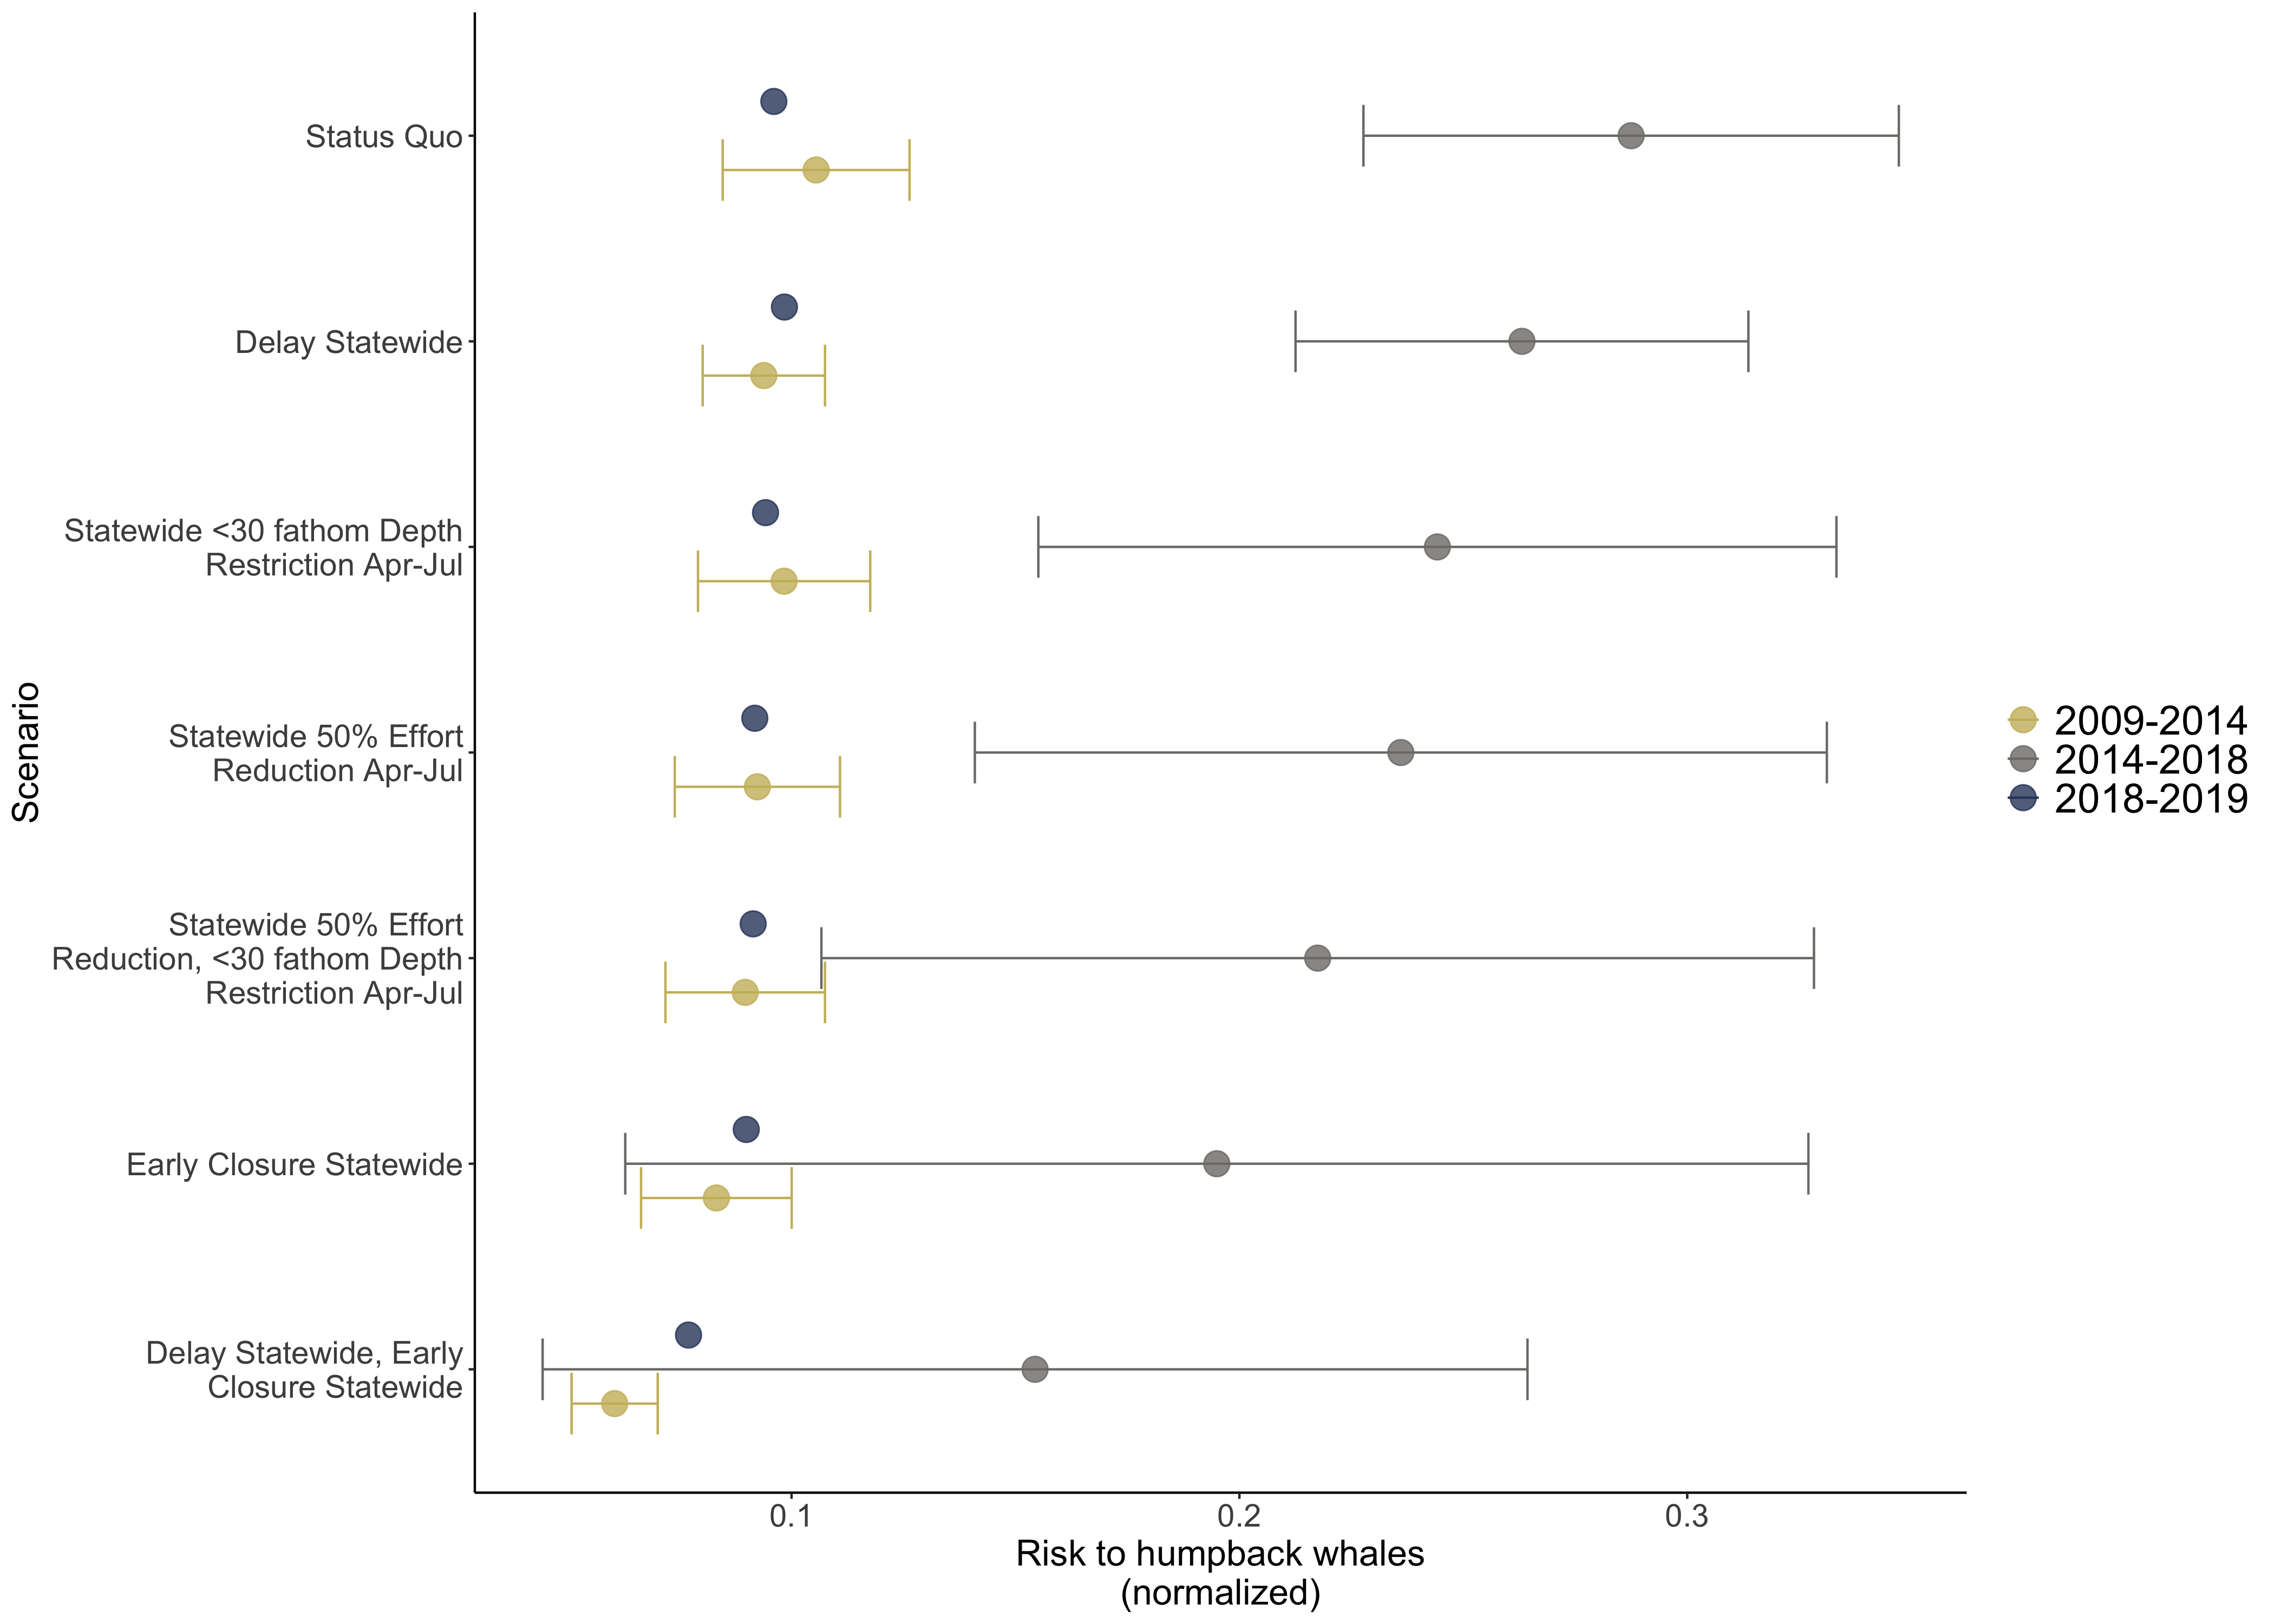 Status Quo
Delay Statewide
Statewide <30 fathom Depth
Restriction Apr-Jul
Statewide 50% Effort
Reduction Apr-Jul
Statewide 50% Effort
Reduction, <30 fathom Depth
Restriction Apr-Jul
Early Closure Statewide
Delay Statewide, Early
Closure Statewide
Scenario
0.1
0.2
0.3
Risk to humpback whales
(normalized)
2009-2014
2014-2018
2018-2019